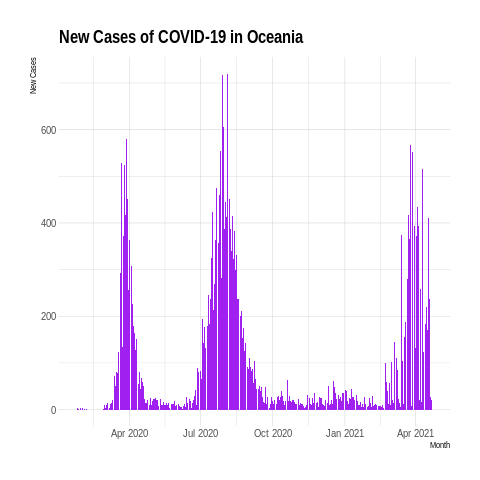 New Cases of COVID-19 in Oceania
New Cases
600
400
200
0
Apr 2020 Jul 2020 Oct 2020 Jan 2021 Apr 2021
Month